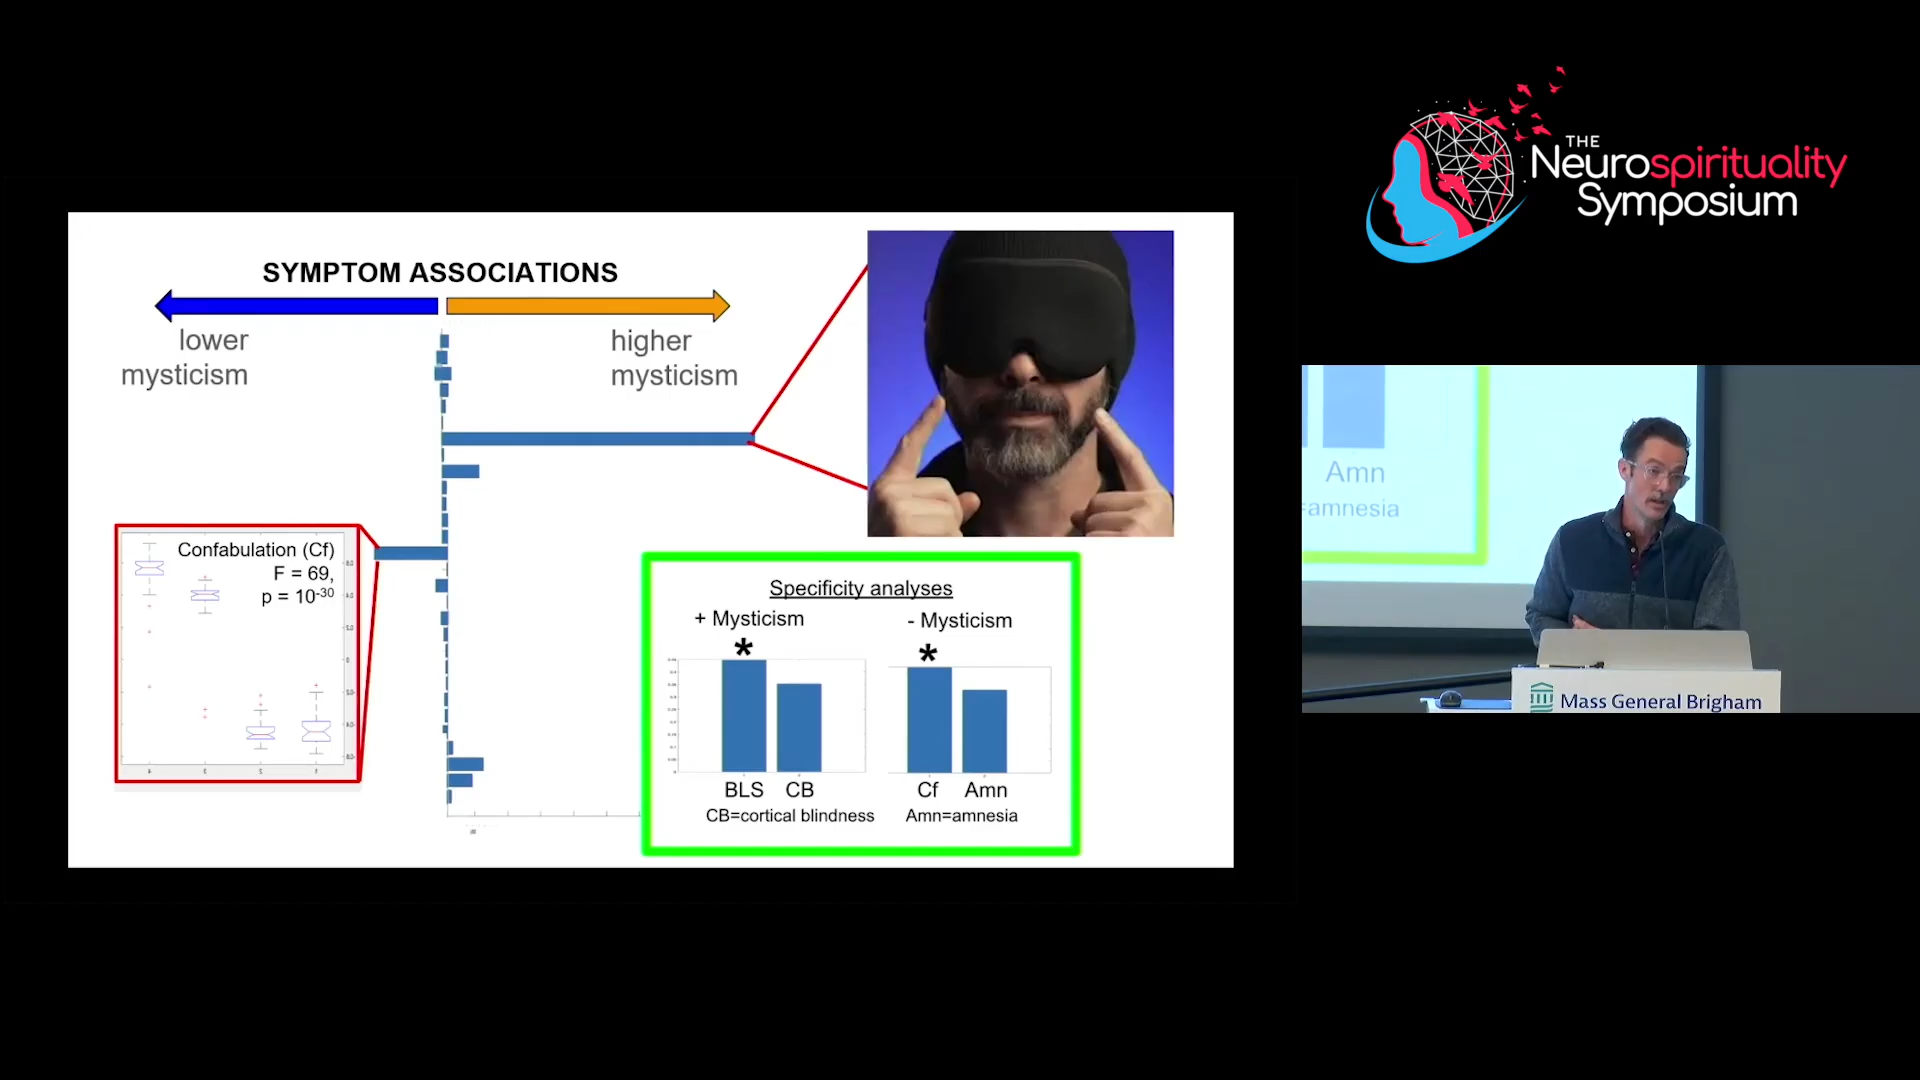 THE
Neurospirituality
Symposium
SYMPTOM ASSOCIATIONS
lower
mysticism
higher
mysticism
Confabulation (Cf)
F = 69,
p = 10-30
Specificity analyses
+ Mysticism
- Mysticism
*
*
BLS CB
Cf Amn
CB=cortical blindness
Amn=amnesia
Amn
=amnesia
Mass General Brigham